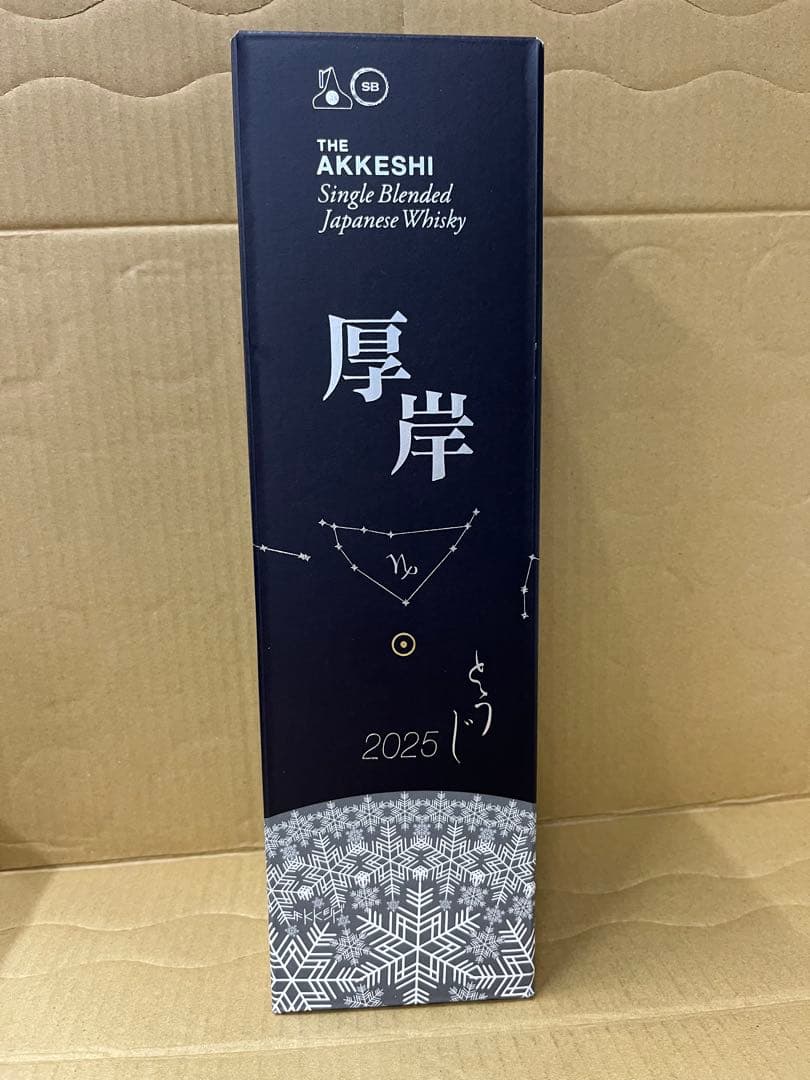 SB
THE
AKKESHI
Single Blended
Japanese Whisky
厚岸
♑
とうじ
2025